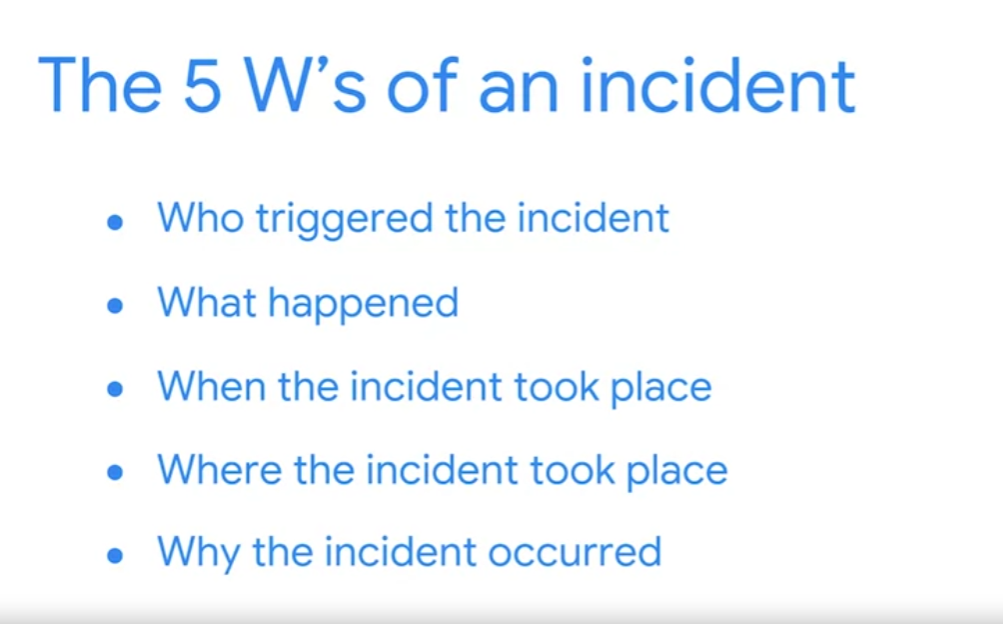 The 5 W’s of an incident
● Who triggered the incident
● What happened
● When the incident took place
● Where the incident took place
● Why the incident occurred